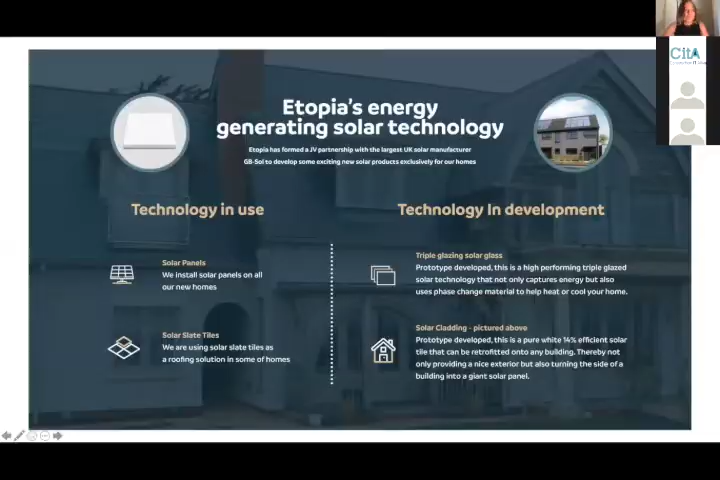 CitA
Etopia's energy
generating solar technology
Etopia has formed a JV partnership with the largest UK solar manufacturer
GB-Sol to develop some exciting new solar products exclusively for our homes
Technology in use
Technology In development
Solar Panels
We install solar panels on all
our new homes
Solar Slate Tiles
We are using solar slate tiles as
a roofing solution in some of homes
Triple glazing solar glass
Prototype developed, this is a high performing triple glazed
solar technology that not only captures energy but also
uses phase change material to help heat or cool your home.
Solar Cladding - pictured above
Prototype developed, this is a pure white 14% efficient solar
tile that can be retrofitted onto any building. Thereby not
only providing a nice exterior but also turning the side of a
building into a giant solar panel.